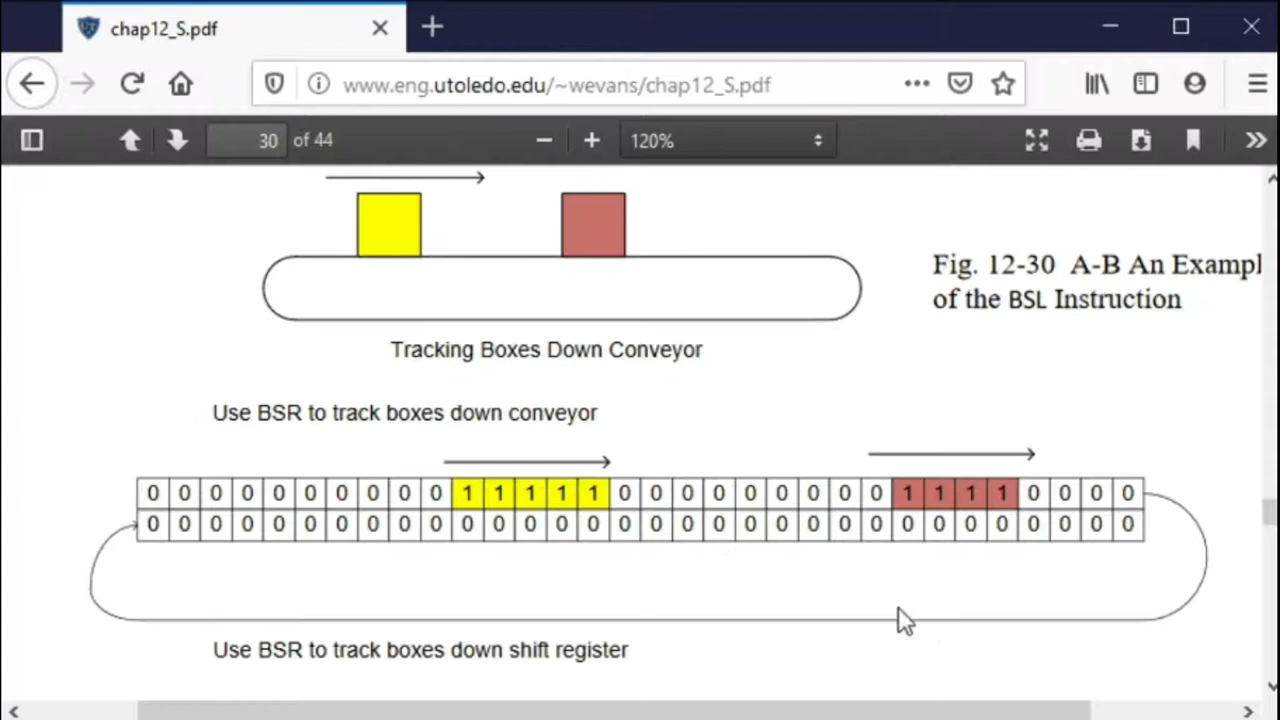 chap12_S.pdf
www.eng.utoledo.edu/~wevans/chap12_S.pdf
30 of 44
120%
Fig. 12-30 A-B An Exampl
of the BSL Instruction
Tracking Boxes Down Conveyor
Use BSR to track boxes down conveyor
0 0 0 0 0 0 0 0 0 0 1 1 1 1 1 0 0 0 0 0 0 0 0 0 1 1 1 1 0 0 0 0
0 0 0 0 0 0 0 0 0 0 0 0 0 0 0 0 0 0 0 0 0 0 0 0 0 0 0 0 0 0 0 0
Use BSR to track boxes down shift register